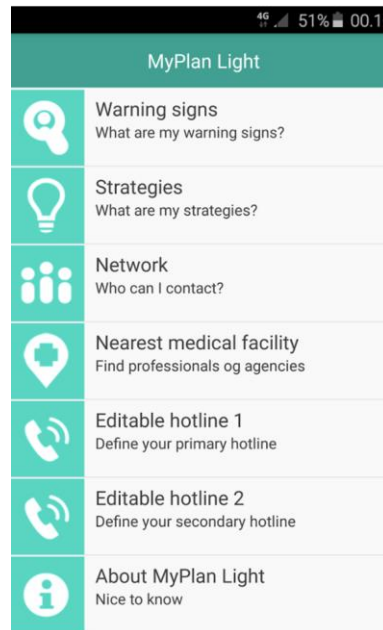 4G 51% 00.1
MyPlan Light
Warning signs
What are my warning signs?
Strategies
What are my strategies?
Network
Who can I contact?
Nearest medical facility
Find professionals og agencies
Editable hotline 1
Define your primary hotline
Editable hotline 2
Define your secondary hotline
About MyPlan Light
Nice to know